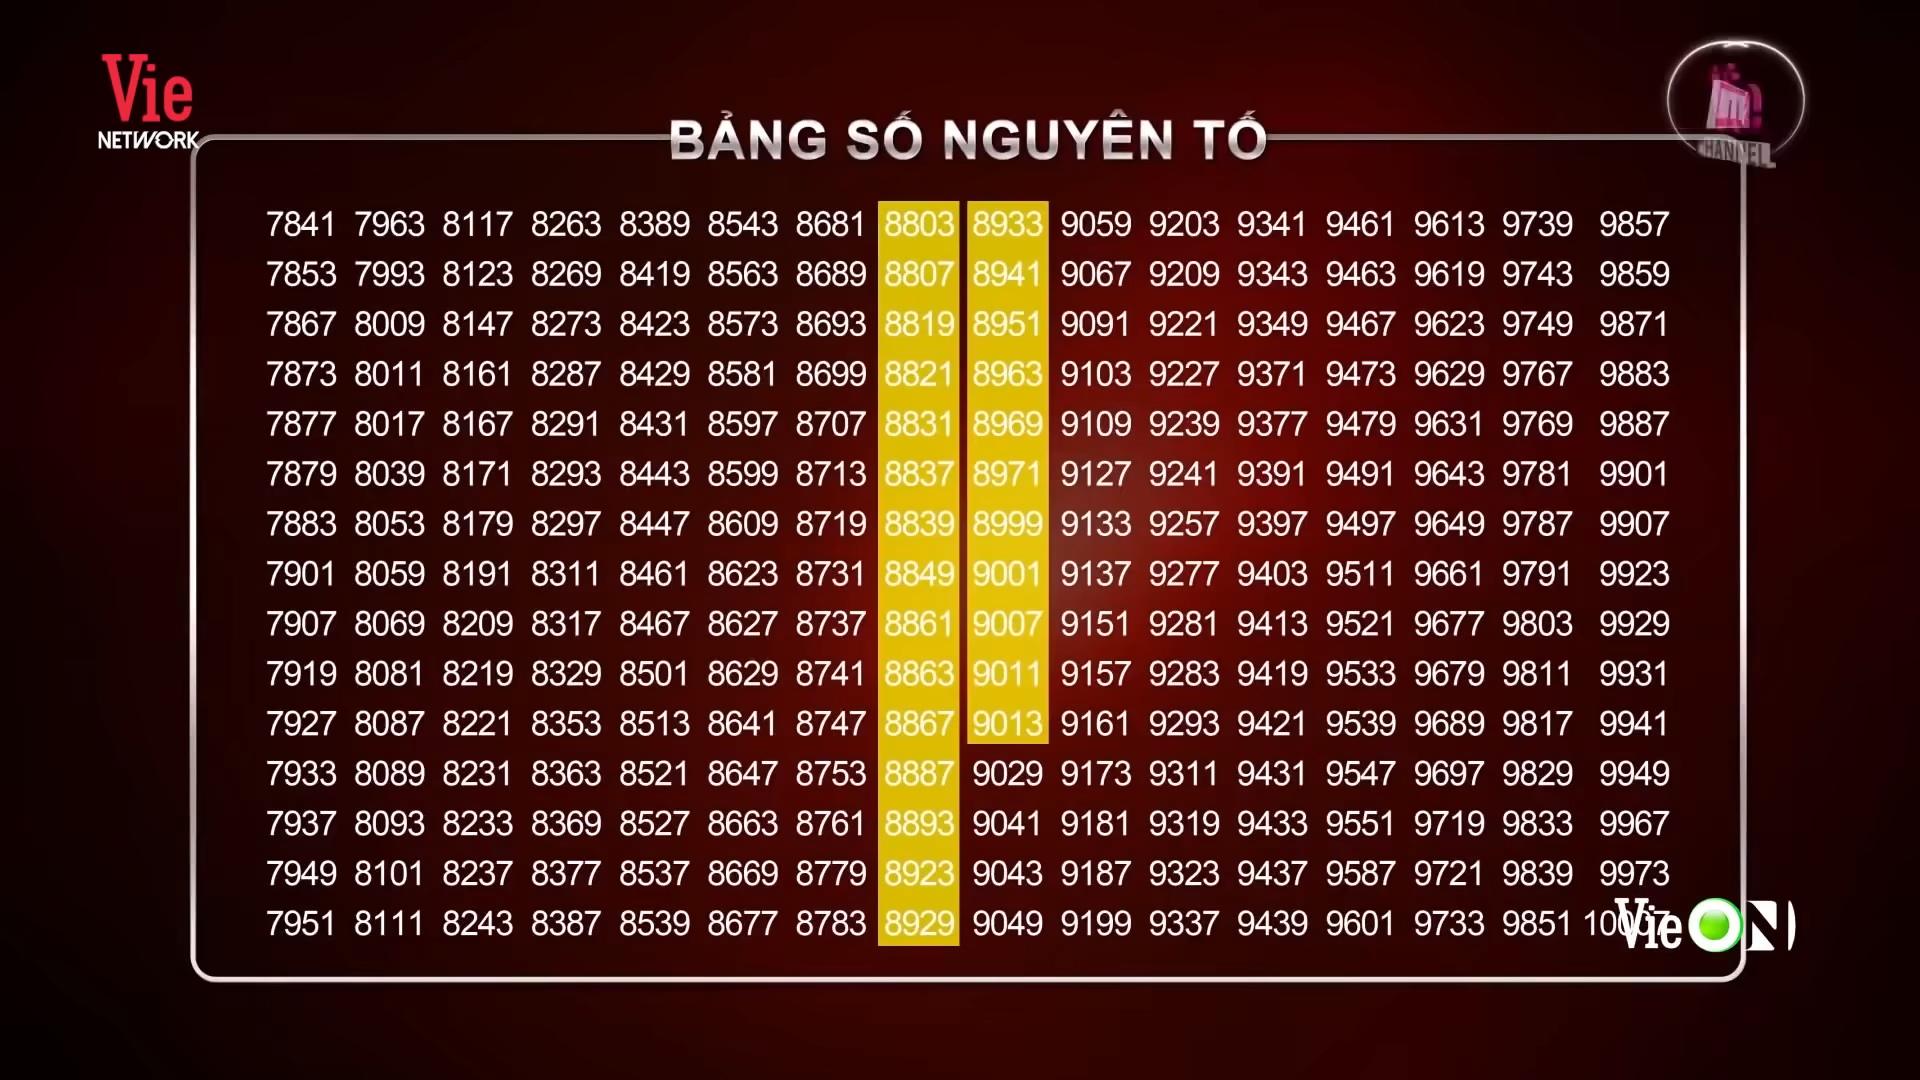 Vie
NETWORK
CHANNEL
BẢNG SỐ NGUYÊN TỐ
7841 7963 8117 8263 8389 8543 8681 8803 8933 9059 9203 9341 9461 9613 9739 9857
7853 7993 8123 8269 8419 8563 8689 8807 8941 9067 9209 9343 9463 9619 9743 9859
7867 8009 8147 8273 8423 8573 8693 8819 8951 9091 9221 9349 9467 9623 9749 9871
7873 8011 8161 8287 8429 8581 8699 8821 8963 9103 9227 9371 9473 9629 9767 9883
7877 8017 8167 8291 8431 8597 8707 8831 8969 9109 9239 9377 9479 9631 9769 9887
7879 8039 8171 8293 8443 8599 8713 8837 8971 9127 9241 9391 9491 9643 9781 9901
7883 8053 8179 8297 8447 8609 8719 8839 8999 9133 9257 9397 9497 9649 9787 9907
7901 8059 8191 8311 8461 8623 8731 8849 9001 9137 9277 9403 9511 9661 9791 9923
7907 8069 8209 8317 8467 8627 8737 8861 9007 9151 9281 9413 9521 9677 9803 9929
7919 8081 8219 8329 8501 8629 8741 8863 9011 9157 9283 9419 9533 9679 9811 9931
7927 8087 8221 8353 8513 8641 8747 8867 9013 9161 9293 9421 9539 9689 9817 9941
7933 8089 8231 8363 8521 8647 8753 8887 9029 9173 9311 9431 9547 9697 9829 9949
7937 8093 8233 8369 8527 8663 8761 8893 9041 9181 9319 9433 9551 9719 9833 9967
7949 8101 8237 8377 8537 8669 8779 8923 9043 9187 9323 9437 9587 9721 9839 9973
7951 8111 8243 8387 8539 8677 8783 8929 9049 9199 9337 9439 9601 9733 9851 10007
VieON